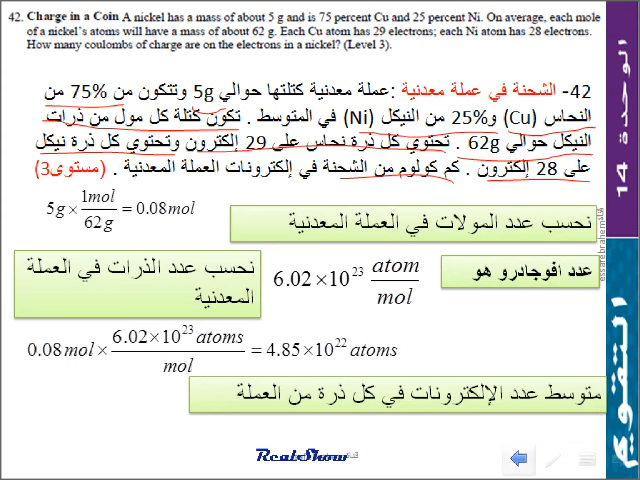 42. Charge in a Coin A nickel has a mass of about 5 g and is 75 percent Cu and 25 percent Ni. On average, each mole
of a nickel's atoms will have a mass of about 62 g. Each Cu atom has 29 electrons; each Ni atom has 28 electrons.
How many coulombs of charge are on the electrons in a nickel? (Level 3).
42- الشحنة في عملة معدنية :عملة معدنية كتلتها حوالي 5g وتتكون من 75% من
النحاس (Cu) و25% من النيكل (Ni) في المتوسط . تكون كتلة كل مول من ذرات
النيكل حوالي 62g . تحتوي كل ذرة نحاس على 29 إلكترون وتحتوي كل ذرة نيكل
على 28 إلكترون . كم كولوم من الشحنة في إلكترونات العملة المعدنية . (مستوى3)
5g × 1mol / 62g = 0.08mol
نحسب عدد المولات في العملة المعدنية
عدد افوجادرو هو
6.02×10^23 atom / mol
نحسب عدد الذرات في العملة
المعدنية
0.08mol × 6.02×10^23 atoms / mol = 4.85×10^22 atoms
متوسط عدد الإلكترونات في كل ذرة من العملة
الوحدة 14
التقويم
RealShow